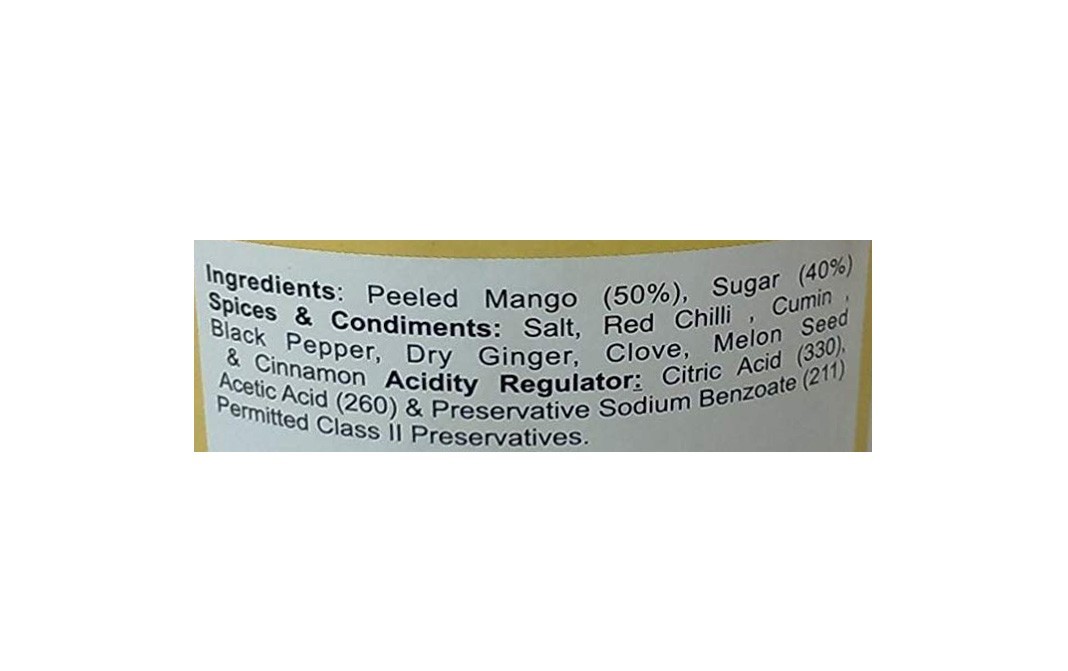 Ingredients: Peeled Mango (50%), Sugar (40%)
Spices & Condiments: Salt, Red Chilli , Cumin ,
Black Pepper, Dry Ginger, Clove, Melon Seed
& Cinnamon Acidity Regulator: Citric Acid (330),
Acetic Acid (260) & Preservative Sodium Benzoate (211)
Permitted Class II Preservatives.